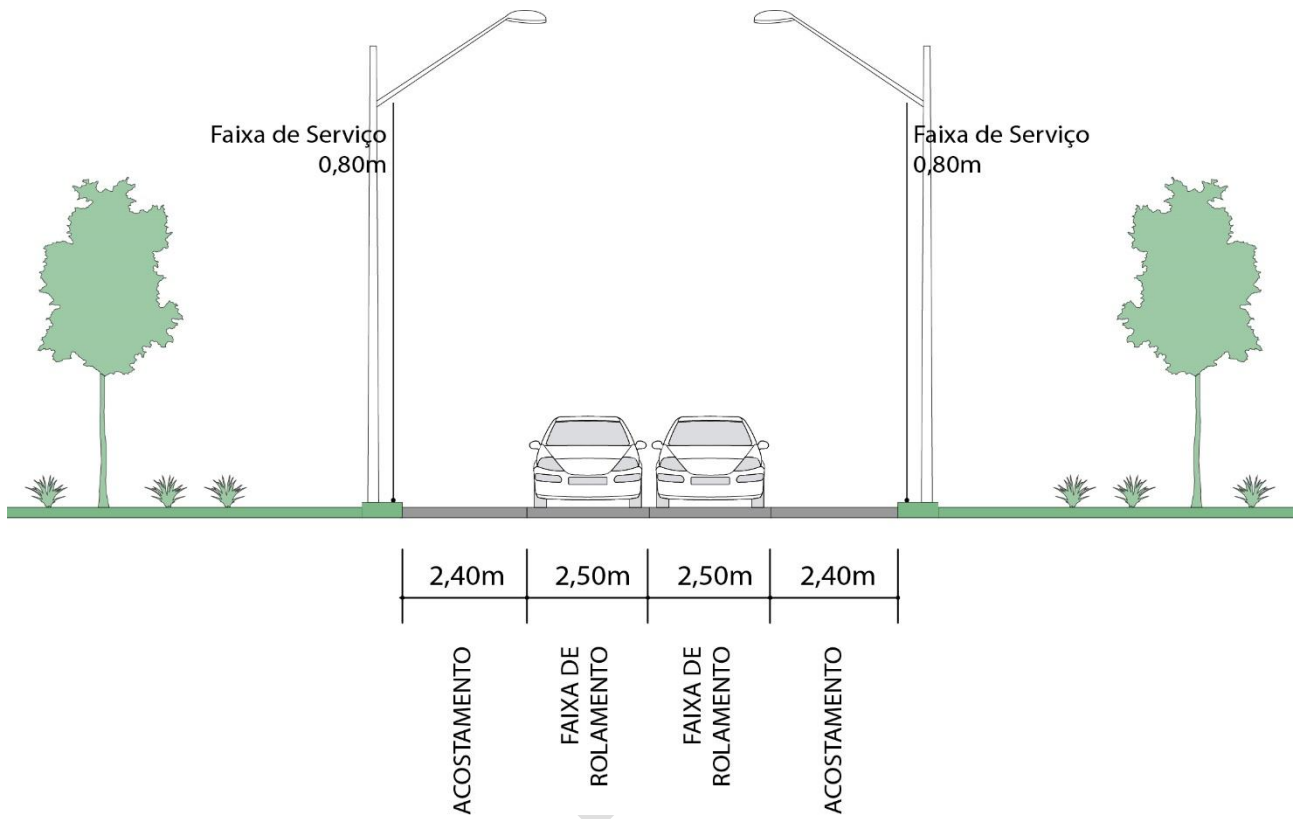 Faixa de Serviço
0,80m
Faixa de Serviço
0,80m
2,40m
2,50m
2,50m
2,40m
ACOSTAMENTO
FAIXA DE
ROLAMENTO
FAIXA DE
ROLAMENTO
ACOSTAMENTO